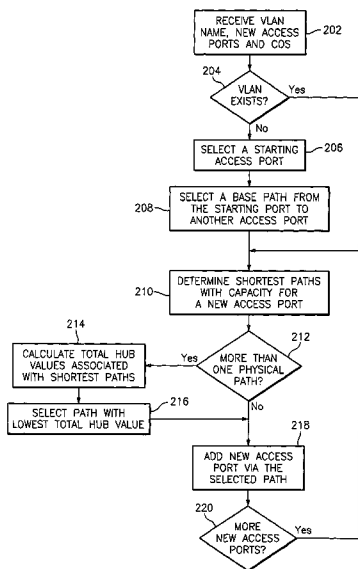 RECEIVE VLAN
NAME, NEW ACCESS
PORTS AND COS
202
204
VLAN
EXISTS?
Yes
No
SELECT A STARTING
ACCESS PORT
206
208
SELECT A BASE PATH FROM
THE STARTING PORT TO
ANOTHER ACCESS PORT
210
DETERMINE SHORTEST PATHS
WITH CAPACITY FOR
A NEW ACCESS PORT
212
MORE THAN
ONE PHYSICAL
PATH?
Yes
No
214
CALCULATE TOTAL HUB
VALUES ASSOCIATED
WITH SHORTEST PATHS
216
SELECT PATH WITH
LOWEST TOTAL HUB VALUE
218
ADD NEW ACCESS
PORT VIA THE
SELECTED PATH
220
MORE
NEW ACCESS
PORTS?
Yes